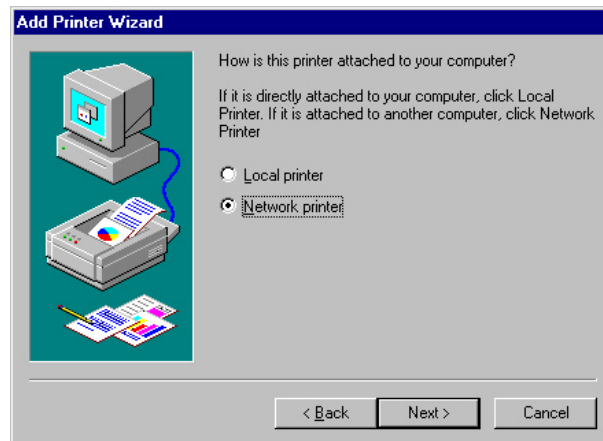 Add Printer Wizard
How is this printer attached to your computer?
If it is directly attached to your computer, click Local
Printer. If it is attached to another computer, click Network
Printer
Local printer
Network printer
< Back
Next >
Cancel